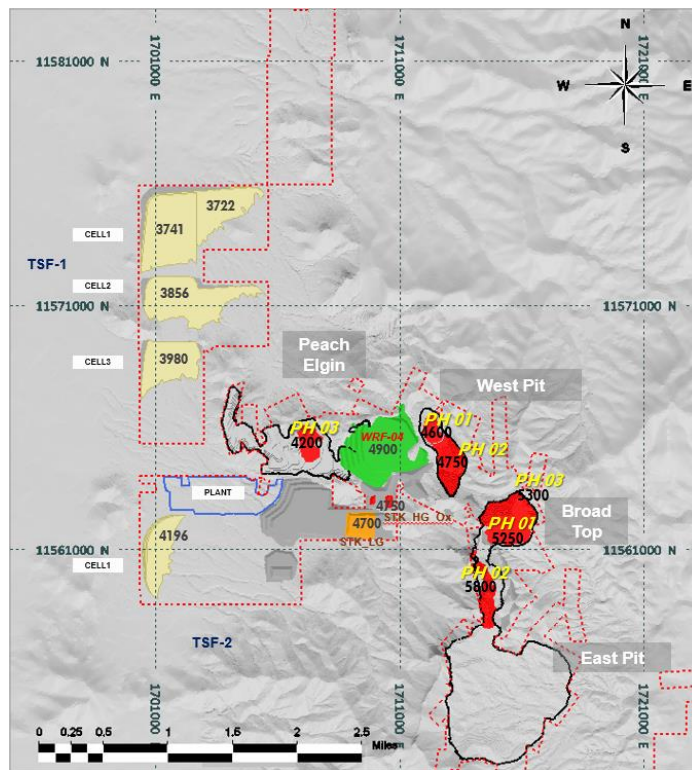 N
W E
S
11581000 N
1701000 E
1711000 E
1721000 E
3722
3741
CELL1
TSF-1
CELL2
3856
11571000 N
11571000 N
CELL3
3980
Peach
Elgin
West Pit
PH 03
4200
WRF-04
4900
PH 01
4600
PH 02
4750
PH 03
5300
PLANT
4750
STK_HG_Ox
4700
STK_LG
PH 01
5250
Broad
Top
4196
11561000 N
11561000 N
CELL1
PH 02
5800
TSF-2
East Pit
1701000 E
1711000 E
1721000 E
0 0.25 0.5 1 1.5 2 2.5
Miles